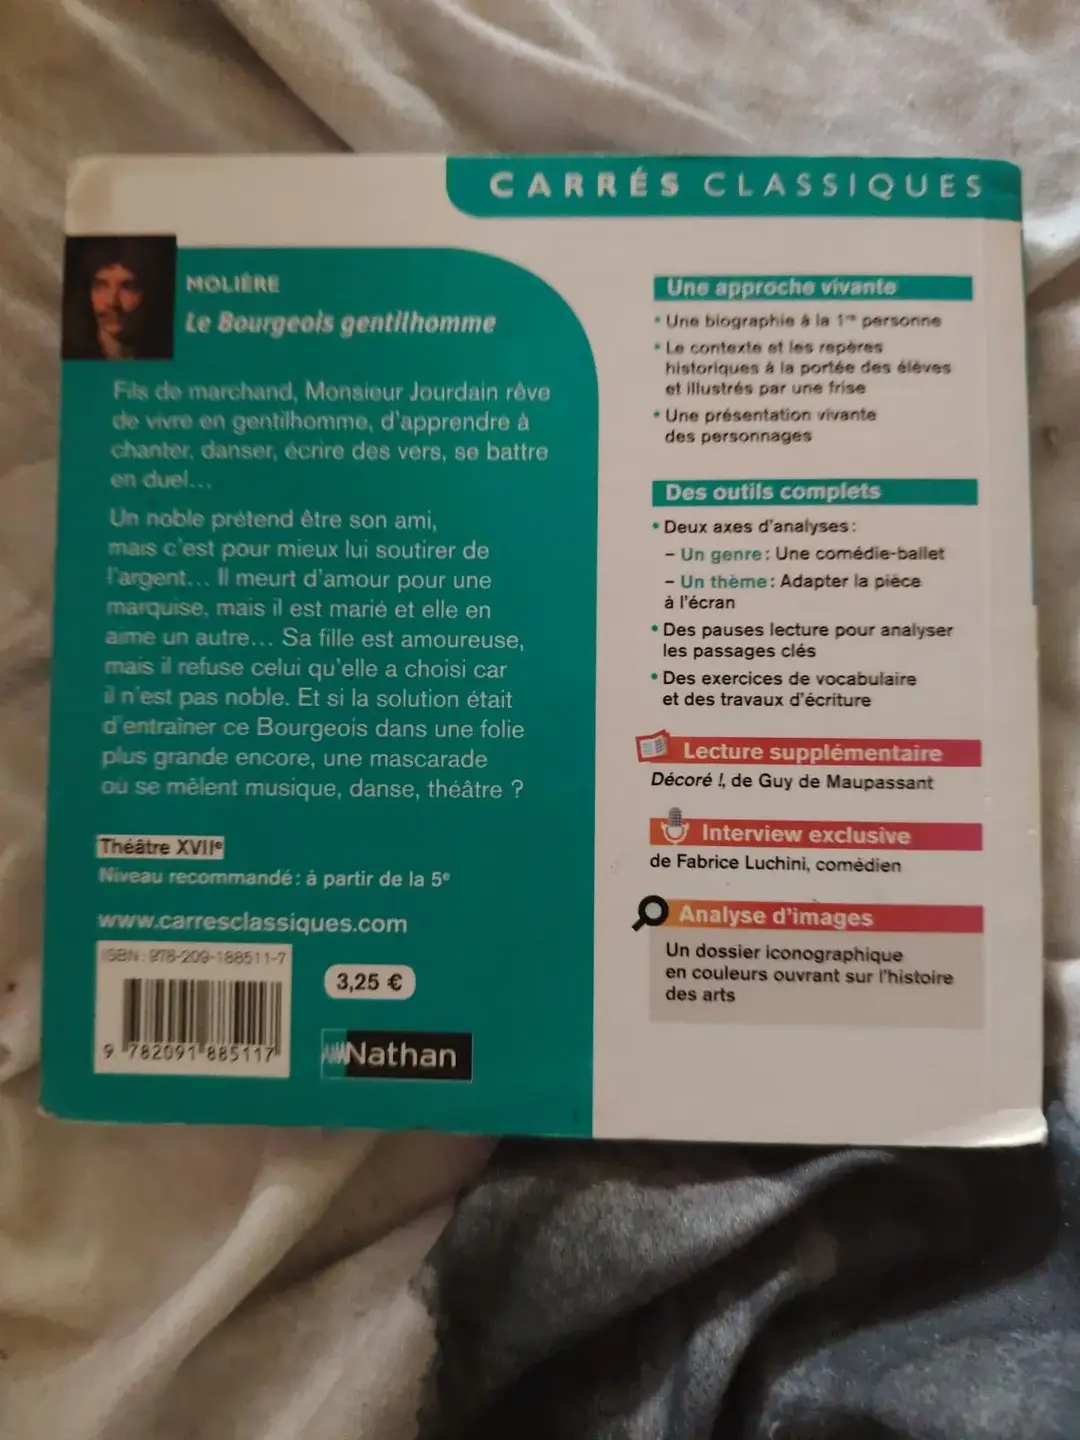 CARRÉS CLASSIQUES
MOLIÈRE
Le Bourgeois gentilhomme
Fils de marchand, Monsieur Jourdain rêve
de vivre en gentilhomme, d'apprendre à
chanter, danser, écrire des vers, se battre
en duel...
Un noble prétend être son ami,
mais c'est pour mieux lui soutirer de
l'argent... Il meurt d'amour pour une
marquise, mais il est marié et elle en
aime un autre... Sa fille est amoureuse,
mais il refuse celui qu'elle a choisi car
il n'est pas noble. Et si la solution était
d'entraîner ce Bourgeois dans une folie
plus grande encore, une mascarade
où se mêlent musique, danse, théâtre ?
Théâtre XVIIe
Niveau recommandé : à partir de la 5e
www.carresclassiques.com
ISBN : 978-209-188511-7
9 782091 885117
3,25 €
Nathan
Une approche vivante
• Une biographie à la 1re personne
• Le contexte et les repères
historiques à la portée des élèves
et illustrés par une frise
• Une présentation vivante
des personnages
Des outils complets
• Deux axes d'analyses :
– Un genre : Une comédie-ballet
– Un thème : Adapter la pièce
à l'écran
• Des pauses lecture pour analyser
les passages clés
• Des exercices de vocabulaire
et des travaux d'écriture
Lecture supplémentaire
Décoré !, de Guy de Maupassant
Interview exclusive
de Fabrice Luchini, comédien
Analyse d'images
Un dossier iconographique
en couleurs ouvrant sur l'histoire
des arts